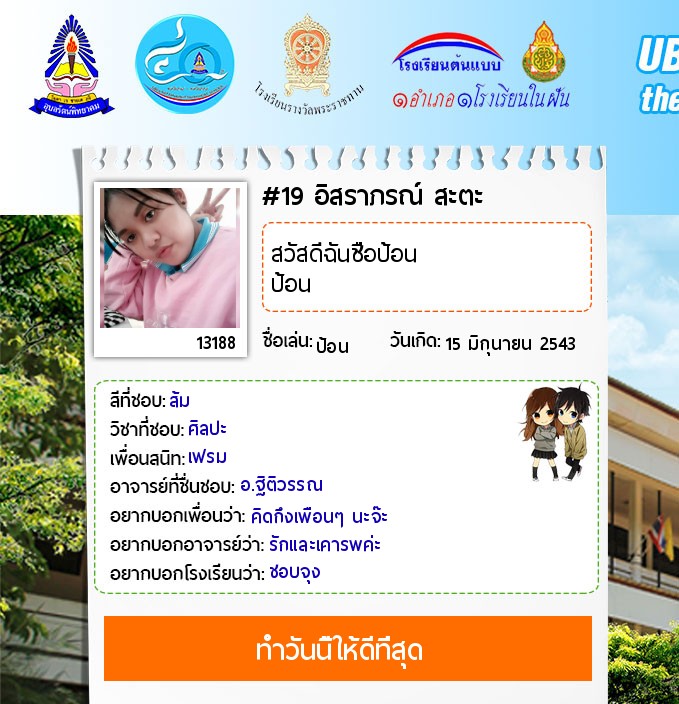 อุบลรัตน์พิทยาคม
โรงเรียนรางวัลพระราชทาน
โรงเรียนต้นแบบ
๑อำเภอ๑โรงเรียนในฝัน
UB
the
#19 อิสราภรณ์ สะตะ
สวัสดีฉันชื่อป้อน
ป้อน
13188
ชื่อเล่น: ป้อน วันเกิด: 15 มิถุนายน 2543
สีที่ชอบ: ส้ม
วิชาที่ชอบ: ศิลปะ
เพื่อนสนิท: เฟรม
อาจารย์ที่ชื่นชอบ: อ.ฐิติวรรณ
อยากบอกเพื่อนว่า: คิดถึงเพื่อนๆ นะจ๊ะ
อยากบอกอาจารย์ว่า: รักและเคารพค่ะ
อยากบอกโรงเรียนว่า: ชอบจุง
ทำวันนี้ให้ดีที่สุด